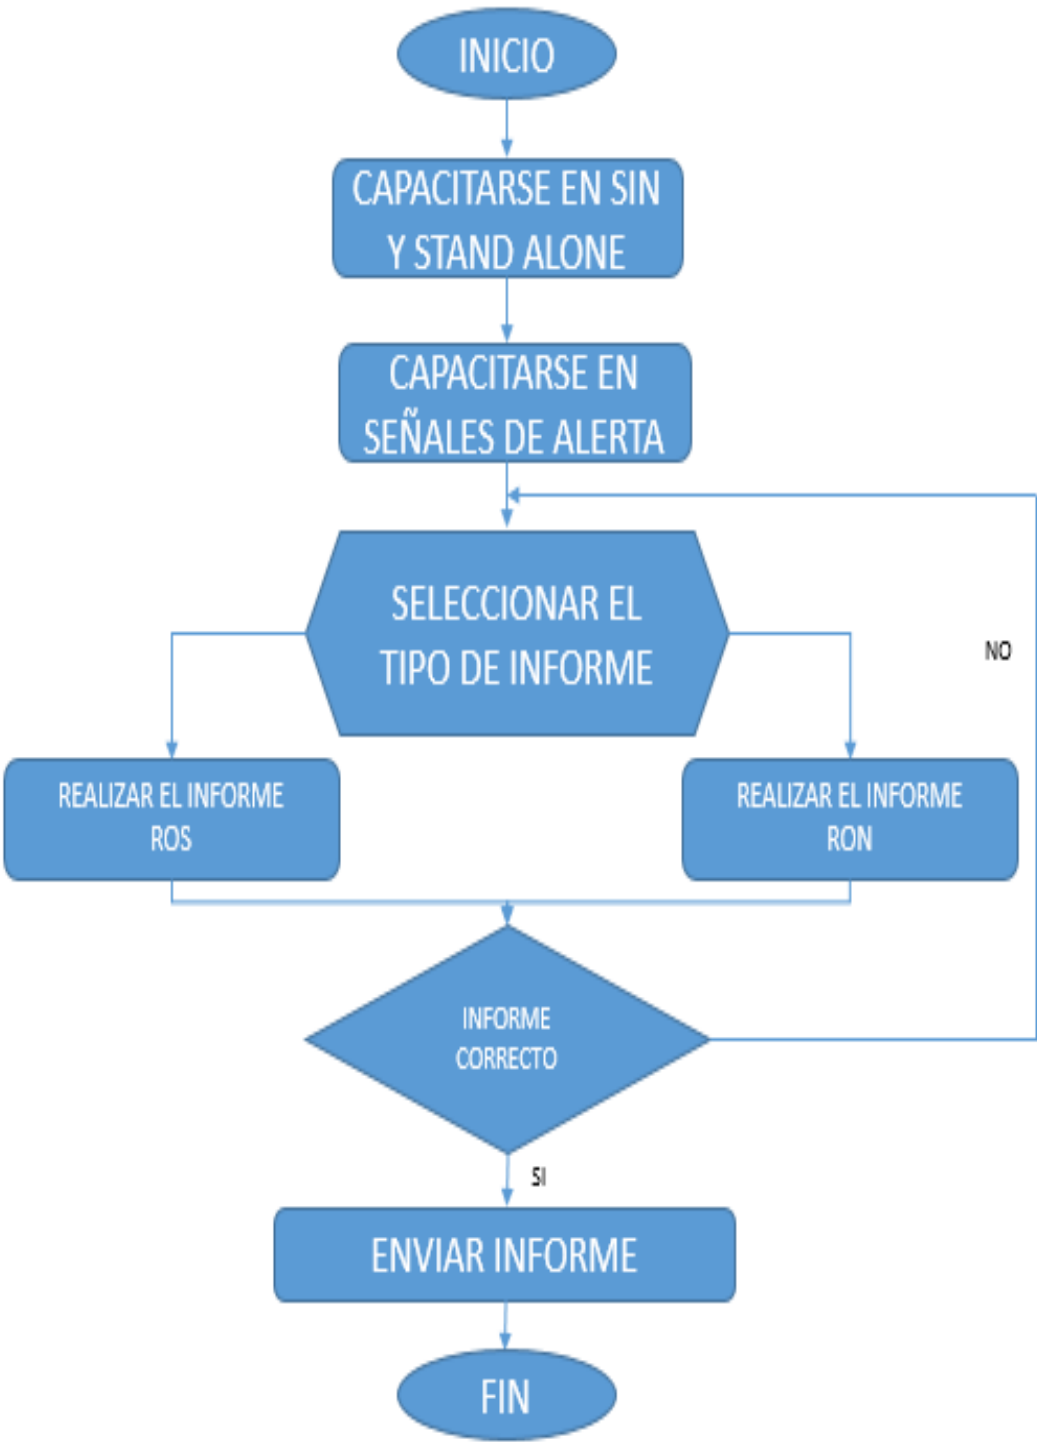 INICIO
CAPACITARSE EN SIN
Y STAND ALONE
CAPACITARSE EN
SEÑALES DE ALERTA
SELECCIONAR EL
TIPO DE INFORME
NO
REALIZAR EL INFORME
ROS
REALIZAR EL INFORME
RON
INFORME
CORRECTO
SI
ENVIAR INFORME
FIN